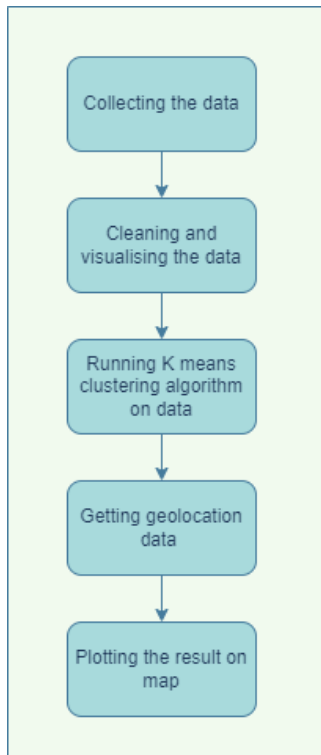 Collecting the data
Cleaning and
visualising the data
Running K means
clustering algorithm
on data
Getting geolocation
data
Plotting the result on
map